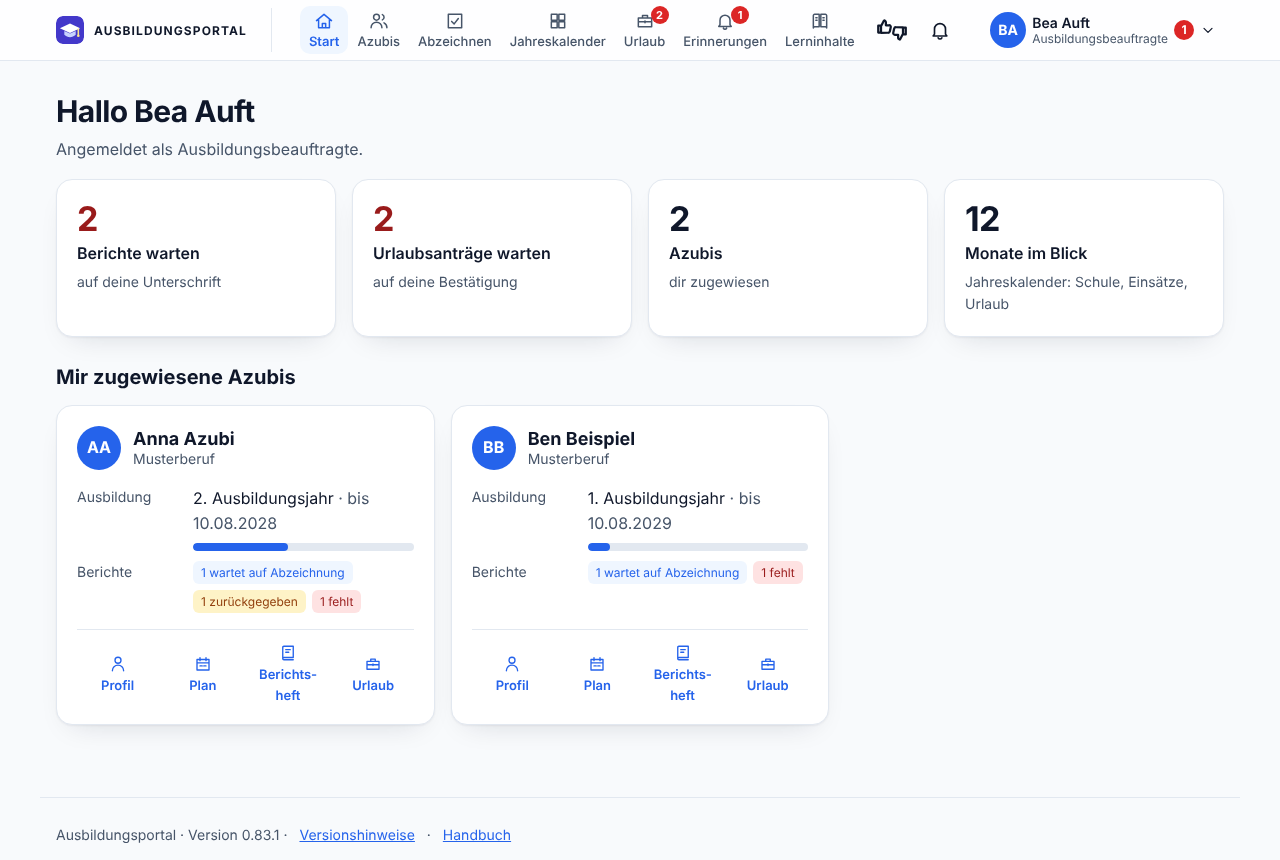 AUSBILDUNGSPORTAL
Start
Azubis
Abzeichnen
Jahreskalender
2
Urlaub
1
Erinnerungen
Lerninhalte
BA
Bea Auft
Ausbildungsbeauftragte
1
Hallo Bea Auft
Angemeldet als Ausbildungsbeauftragte.
2
Berichte warten
auf deine Unterschrift
2
Urlaubsanträge warten
auf deine Bestätigung
2
Azubis
dir zugewiesen
12
Monate im Blick
Jahreskalender: Schule, Einsätze,
Urlaub
Mir zugewiesene Azubis
AA
Anna Azubi
Musterberuf
Ausbildung
2. Ausbildungsjahr · bis
10.08.2028
Berichte
1 wartet auf Abzeichnung
1 zurückgegeben
1 fehlt
Profil
Plan
Berichts-
heft
Urlaub
BB
Ben Beispiel
Musterberuf
Ausbildung
1. Ausbildungsjahr · bis
10.08.2029
Berichte
1 wartet auf Abzeichnung
1 fehlt
Profil
Plan
Berichts-
heft
Urlaub
Ausbildungsportal · Version 0.83.1 · Versionshinweise · Handbuch